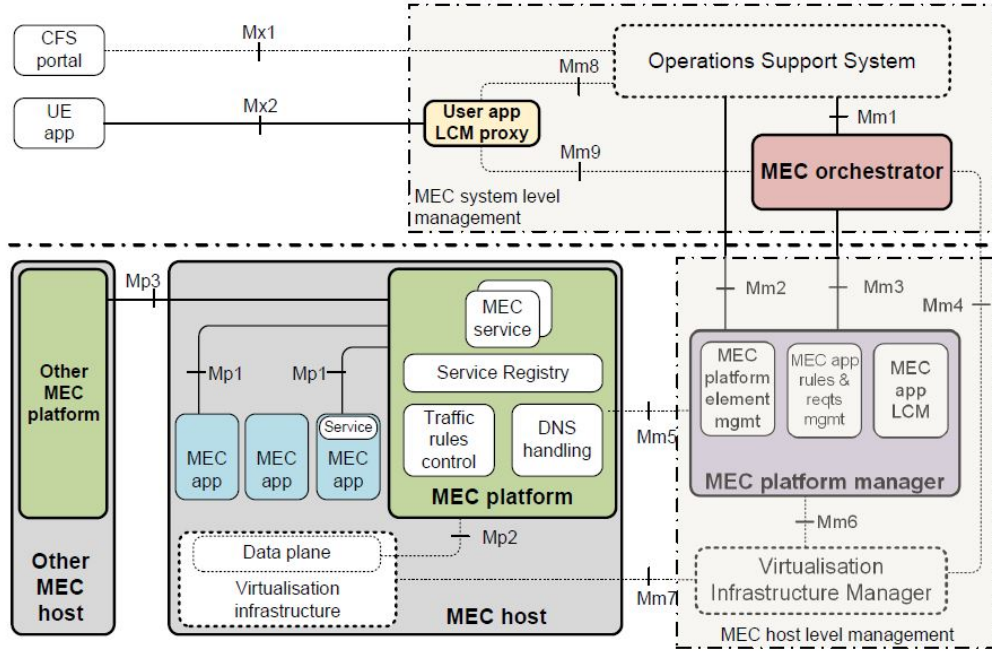 CFS
portal
Mx1
Operations Support System
Mm8
UE
app
Mx2
User app
LCM proxy
Mm1
Mm9
MEC orchestrator
MEC system level
management
Other
MEC
platform
Other
MEC
host
Mp3
MEC
service
Mp1
Mp1
Service Registry
Traffic
rules
control
DNS
handling
MEC platform
MEC
app
MEC
app
Service
MEC
app
Mp2
Data plane
Virtualisation
infrastructure
MEC host
Mm2
Mm3
Mm4
Mm5
MEC
platform
element
mgmt
MEC app
rules &
reqts
mgmt
MEC
app
LCM
MEC platform manager
Mm6
Mm7
Virtualisation
Infrastructure Manager
MEC host level management